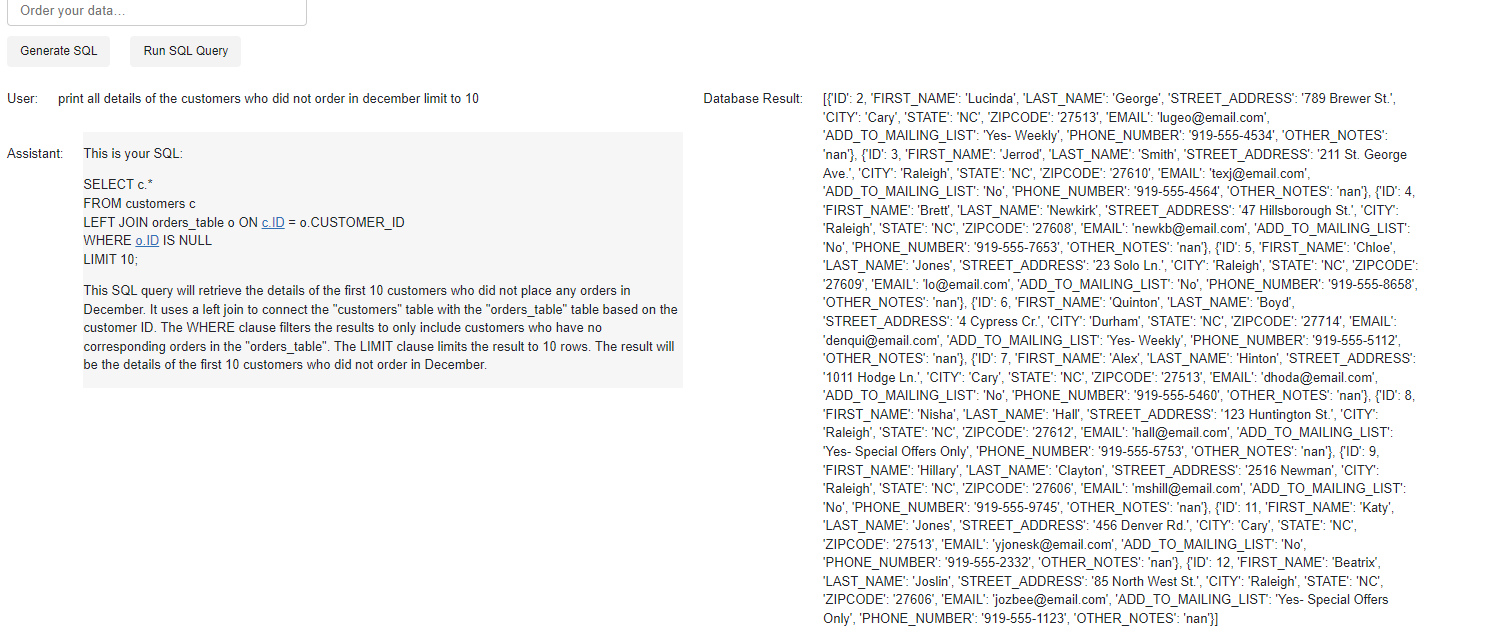 Order your data…
Generate SQL
Run SQL Query
User:
print all details of the customers who did not order in december limit to 10
Assistant:
This is your SQL:
SELECT c.*
FROM customers c
LEFT JOIN orders_table o ON c.ID = o.CUSTOMER_ID
WHERE o.ID IS NULL
LIMIT 10;
This SQL query will retrieve the details of the first 10 customers who did not place any orders in
December. It uses a left join to connect the "customers" table with the "orders_table" table based on the
customer ID. The WHERE clause filters the results to only include customers who have no
corresponding orders in the "orders_table". The LIMIT clause limits the result to 10 rows. The result will
be the details of the first 10 customers who did not order in December.
Database Result:
[{'ID': 2, 'FIRST_NAME': 'Lucinda', 'LAST_NAME': 'George', 'STREET_ADDRESS': '789 Brewer St.',
'CITY': 'Cary', 'STATE': 'NC', 'ZIPCODE': '27513', 'EMAIL': 'lugeo@email.com',
'ADD_TO_MAILING_LIST': 'Yes- Weekly', 'PHONE_NUMBER': '919-555-4534', 'OTHER_NOTES':
'nan'}, {'ID': 3, 'FIRST_NAME': 'Jerrod', 'LAST_NAME': 'Smith', 'STREET_ADDRESS': '211 St. George
Ave.', 'CITY': 'Raleigh', 'STATE': 'NC', 'ZIPCODE': '27610', 'EMAIL': 'texj@email.com',
'ADD_TO_MAILING_LIST': 'No', 'PHONE_NUMBER': '919-555-4564', 'OTHER_NOTES': 'nan'}, {'ID': 4,
'FIRST_NAME': 'Brett', 'LAST_NAME': 'Newkirk', 'STREET_ADDRESS': '47 Hillsborough St.', 'CITY':
'Raleigh', 'STATE': 'NC', 'ZIPCODE': '27608', 'EMAIL': 'newkb@email.com', 'ADD_TO_MAILING_LIST':
'No', 'PHONE_NUMBER': '919-555-7653', 'OTHER_NOTES': 'nan'}, {'ID': 5, 'FIRST_NAME': 'Chloe',
'LAST_NAME': 'Jones', 'STREET_ADDRESS': '23 Solo Ln.', 'CITY': 'Raleigh', 'STATE': 'NC', 'ZIPCODE':
'27609', 'EMAIL': 'lo@email.com', 'ADD_TO_MAILING_LIST': 'No', 'PHONE_NUMBER': '919-555-8658',
'OTHER_NOTES': 'nan'}, {'ID': 6, 'FIRST_NAME': 'Quinton', 'LAST_NAME': 'Boyd',
'STREET_ADDRESS': '4 Cypress Cr.', 'CITY': 'Durham', 'STATE': 'NC', 'ZIPCODE': '27714', 'EMAIL':
'denqui@email.com', 'ADD_TO_MAILING_LIST': 'Yes- Weekly', 'PHONE_NUMBER': '919-555-5112',
'OTHER_NOTES': 'nan'}, {'ID': 7, 'FIRST_NAME': 'Alex', 'LAST_NAME': 'Hinton', 'STREET_ADDRESS':
'1011 Hodge Ln.', 'CITY': 'Cary', 'STATE': 'NC', 'ZIPCODE': '27513', 'EMAIL': 'dhoda@email.com',
'ADD_TO_MAILING_LIST': 'No', 'PHONE_NUMBER': '919-555-5460', 'OTHER_NOTES': 'nan'}, {'ID': 8,
'FIRST_NAME': 'Nisha', 'LAST_NAME': 'Hall', 'STREET_ADDRESS': '123 Huntington St.', 'CITY':
'Raleigh', 'STATE': 'NC', 'ZIPCODE': '27612', 'EMAIL': 'hall@email.com', 'ADD_TO_MAILING_LIST':
'Yes- Special Offers Only', 'PHONE_NUMBER': '919-555-5753', 'OTHER_NOTES': 'nan'}, {'ID': 9,
'FIRST_NAME': 'Hillary', 'LAST_NAME': 'Clayton', 'STREET_ADDRESS': '2516 Newman', 'CITY':
'Raleigh', 'STATE': 'NC', 'ZIPCODE': '27606', 'EMAIL': 'mshill@email.com', 'ADD_TO_MAILING_LIST':
'No', 'PHONE_NUMBER': '919-555-9745', 'OTHER_NOTES': 'nan'}, {'ID': 11, 'FIRST_NAME': 'Katy',
'LAST_NAME': 'Jones', 'STREET_ADDRESS': '456 Denver Rd.', 'CITY': 'Cary', 'STATE': 'NC',
'ZIPCODE': '27513', 'EMAIL': 'yjonesk@email.com', 'ADD_TO_MAILING_LIST': 'No',
'PHONE_NUMBER': '919-555-2332', 'OTHER_NOTES': 'nan'}, {'ID': 12, 'FIRST_NAME': 'Beatrix',
'LAST_NAME': 'Joslin', 'STREET_ADDRESS': '85 North West St.', 'CITY': 'Raleigh', 'STATE': 'NC',
'ZIPCODE': '27606', 'EMAIL': 'jozbee@email.com', 'ADD_TO_MAILING_LIST': 'Yes- Special Offers
Only', 'PHONE_NUMBER': '919-555-1123', 'OTHER_NOTES': 'nan'}]